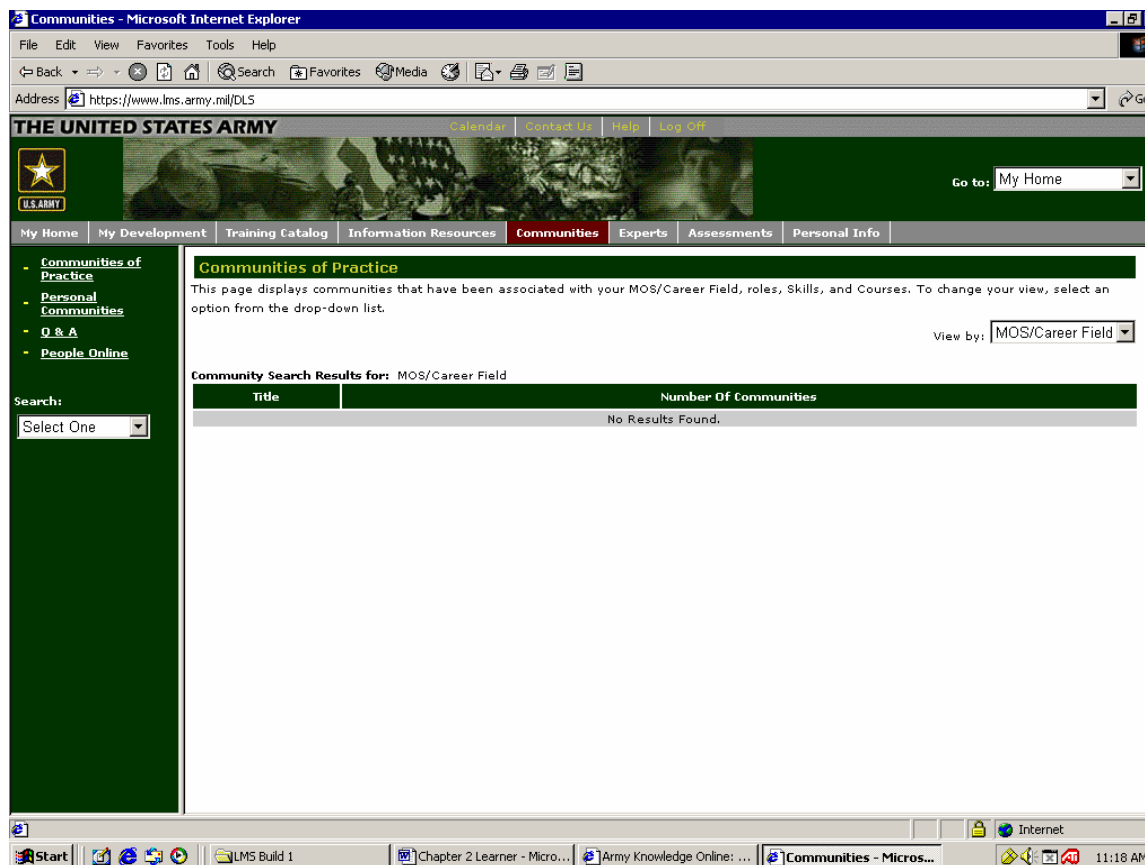 Communities - Microsoft Internet Explorer
File Edit View Favorites Tools Help
Back Search Favorites Media
Address https://www.lms.army.mil/DLS
THE UNITED STATES ARMY Calendar Contact Us Help Log Off
U.S.ARMY
Go to: My Home
My Home My Development Training Catalog Information Resources Communities Experts Assessments Personal Info
- Communities of
Practice
- Personal
Communities
- Q & A
- People Online
Search:
Select One
Communities of Practice
This page displays communities that have been associated with your MOS/Career Field, roles, Skills, and Courses. To change your view, select an
option from the drop-down list.
View by: MOS/Career Field
Community Search Results for: MOS/Career Field
Title Number Of Communities
No Results Found.
Internet
Start LMS Build 1 Chapter 2 Learner - Micro... Army Knowledge Online: ... Communities - Micros... 11:18 AM